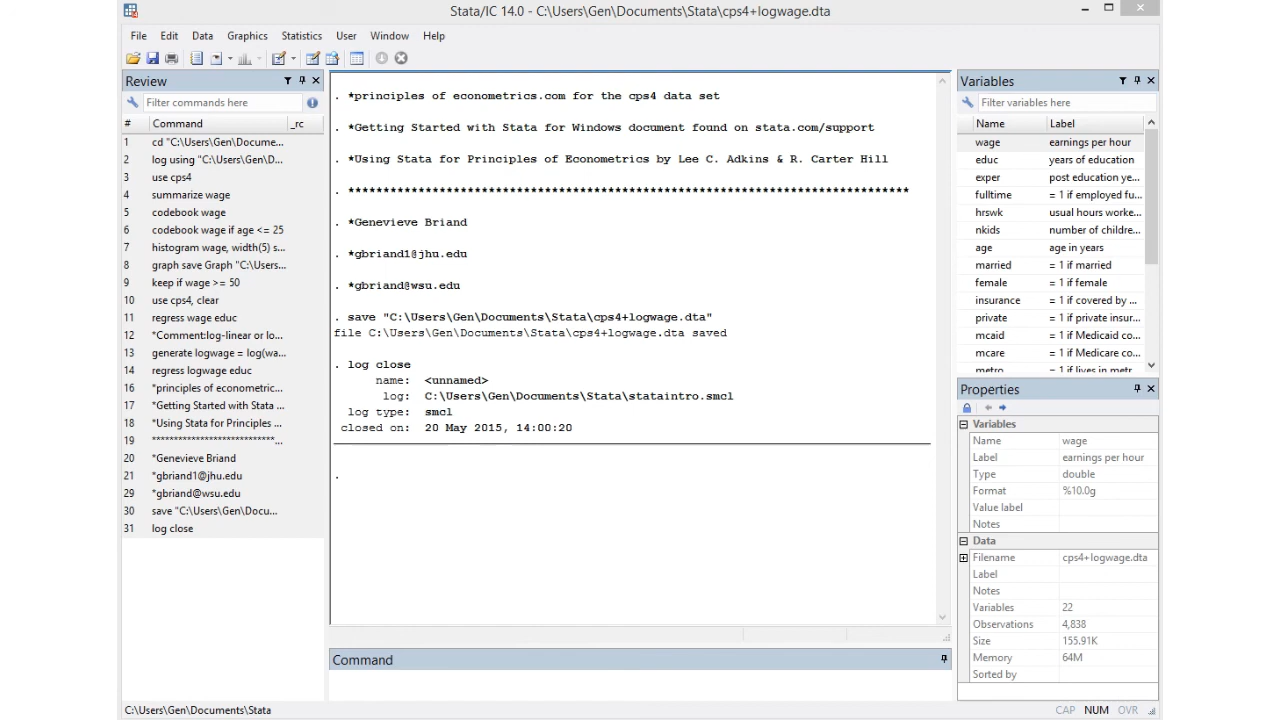 Stata/IC 14.0 - C:\Users\Gen\Documents\Stata\cps4+logwage.dta
File Edit Data Graphics Statistics User Window Help
Review
Filter commands here
# Command _rc
1 cd "C:\Users\Gen\Docume...
2 log using "C:\Users\Gen\D...
3 use cps4
4 summarize wage
5 codebook wage
6 codebook wage if age <= 25
7 histogram wage, width(5) s...
8 graph save Graph "C:\Users...
9 keep if wage >= 50
10 use cps4, clear
11 regress wage educ
12 *Comment:log-linear or lo...
13 generate logwage = log(wa...
14 regress logwage educ
16 *principles of econometric...
17 *Getting Started with Stata ...
18 *Using Stata for Principles ...
19 ****************************...
20 *Genevieve Briand
21 *gbriand1@jhu.edu
29 *gbriand@wsu.edu
30 save "C:\Users\Gen\Docu...
31 log close
. *principles of econometrics.com for the cps4 data set
. *Getting Started with Stata for Windows document found on stata.com/support
. *Using Stata for Principles of Econometrics by Lee C. Adkins & R. Carter Hill
. ********************************************************************************
. *Genevieve Briand
. *gbriand1@jhu.edu
. *gbriand@wsu.edu
. save "C:\Users\Gen\Documents\Stata\cps4+logwage.dta"
file C:\Users\Gen\Documents\Stata\cps4+logwage.dta saved
. log close
name: <unnamed>
log: C:\Users\Gen\Documents\Stata\stataintro.smcl
log type: smcl
closed on: 20 May 2015, 14:00:20
.
Command
Variables
Filter variables here
Name Label
wage earnings per hour
educ years of education
exper post education ye...
fulltime = 1 if employed fu...
hrswk usual hours worke...
nkids number of childre...
age age in years
married = 1 if married
female = 1 if female
insurance = 1 if covered by ...
private = 1 if private insur...
mcaid = 1 if Medicaid co...
mcare = 1 if Medicare co...
metro = 1 if lives in metr...
Properties
Variables
Name wage
Label earnings per hour
Type double
Format %10.0g
Value label
Notes
Data
Filename cps4+logwage.dta
Label
Notes
Variables 22
Observations 4,838
Size 155.91K
Memory 64M
Sorted by
C:\Users\Gen\Documents\Stata
CAP NUM OVR